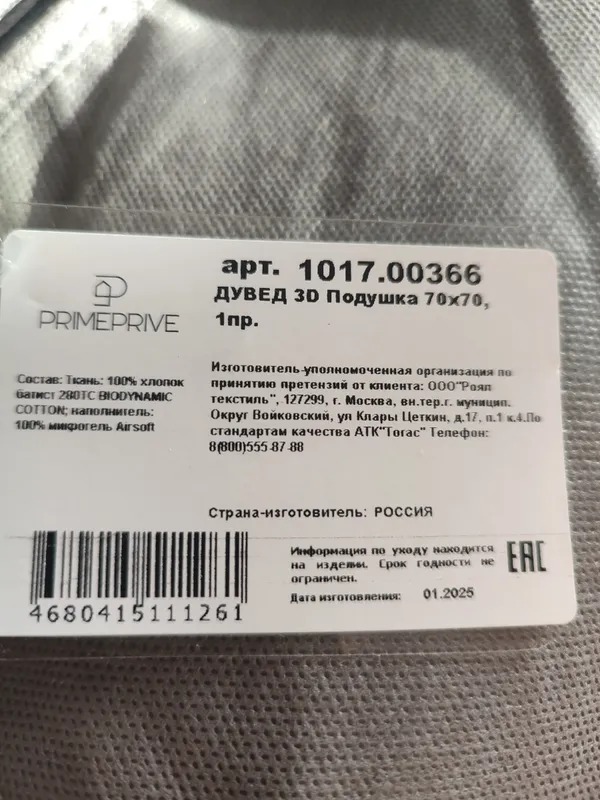 арт. 1017.00366
ДУВЕД 3D Подушка 70х70,
1пр.
PRIMEPRIVE
Состав: Ткань: 100% хлопок
батист 280ТС BIODYNAMIC
COTTON; наполнитель:
100% микрогель Airsoft
Изготовитель-уполномоченная организация по
принятию претензий от клиента: ООО"Роял
текстиль", 127299, г. Москва, вн.тер.г. муницип.
Округ Войковский, ул Клары Цеткин, д.17, п.1 к.4.По
стандартам качества АТК"Тогас" Телефон:
8(800)555-87-88
Страна-изготовитель: РОССИЯ
Информация по уходу находится
на изделии. Срок годности не
ограничен.
Дата изготовления: 01.2025
EAC
4680415111261